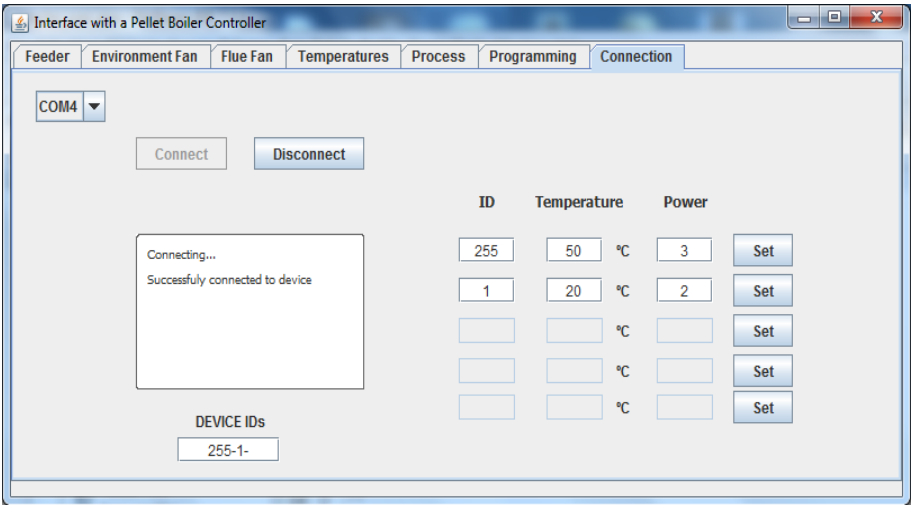 Interface with a Pellet Boiler Controller
X
Feeder Environment Fan Flue Fan Temperatures Process Programming Connection
COM4
Connect Disconnect
ID Temperature Power
Connecting...
Successfuly connected to device
255 50 ºC 3 Set
1 20 ºC 2 Set
ºC Set
ºC Set
ºC Set
DEVICE IDs
255-1-